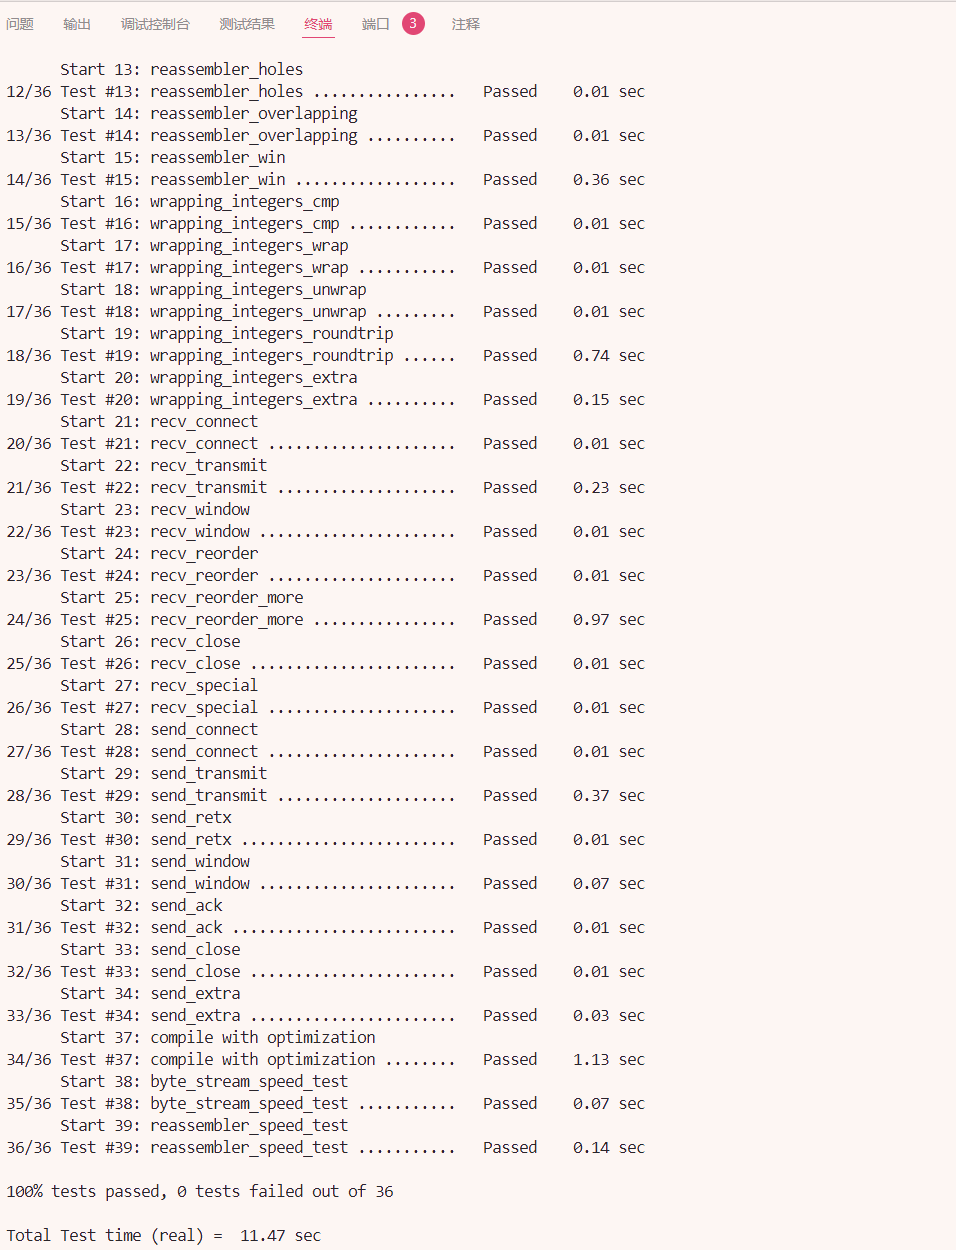 问题 输出 调试控制台 测试结果 终端 端口 3 注释
Start 13: reassembler_holes
12/36 Test #13: reassembler_holes ................ Passed 0.01 sec
Start 14: reassembler_overlapping
13/36 Test #14: reassembler_overlapping .......... Passed 0.01 sec
Start 15: reassembler_win
14/36 Test #15: reassembler_win .................. Passed 0.36 sec
Start 16: wrapping_integers_cmp
15/36 Test #16: wrapping_integers_cmp ............ Passed 0.01 sec
Start 17: wrapping_integers_wrap
16/36 Test #17: wrapping_integers_wrap ........... Passed 0.01 sec
Start 18: wrapping_integers_unwrap
17/36 Test #18: wrapping_integers_unwrap ......... Passed 0.01 sec
Start 19: wrapping_integers_roundtrip
18/36 Test #19: wrapping_integers_roundtrip ...... Passed 0.74 sec
Start 20: wrapping_integers_extra
19/36 Test #20: wrapping_integers_extra .......... Passed 0.15 sec
Start 21: recv_connect
20/36 Test #21: recv_connect ..................... Passed 0.01 sec
Start 22: recv_transmit
21/36 Test #22: recv_transmit .................... Passed 0.23 sec
Start 23: recv_window
22/36 Test #23: recv_window ...................... Passed 0.01 sec
Start 24: recv_reorder
23/36 Test #24: recv_reorder ..................... Passed 0.01 sec
Start 25: recv_reorder_more
24/36 Test #25: recv_reorder_more ................ Passed 0.97 sec
Start 26: recv_close
25/36 Test #26: recv_close ....................... Passed 0.01 sec
Start 27: recv_special
26/36 Test #27: recv_special ..................... Passed 0.01 sec
Start 28: send_connect
27/36 Test #28: send_connect ..................... Passed 0.01 sec
Start 29: send_transmit
28/36 Test #29: send_transmit .................... Passed 0.37 sec
Start 30: send_retx
29/36 Test #30: send_retx ........................ Passed 0.01 sec
Start 31: send_window
30/36 Test #31: send_window ...................... Passed 0.07 sec
Start 32: send_ack
31/36 Test #32: send_ack ......................... Passed 0.01 sec
Start 33: send_close
32/36 Test #33: send_close ....................... Passed 0.01 sec
Start 34: send_extra
33/36 Test #34: send_extra ....................... Passed 0.03 sec
Start 37: compile with optimization
34/36 Test #37: compile with optimization ........ Passed 1.13 sec
Start 38: byte_stream_speed_test
35/36 Test #38: byte_stream_speed_test ........... Passed 0.07 sec
Start 39: reassembler_speed_test
36/36 Test #39: reassembler_speed_test ........... Passed 0.14 sec
100% tests passed, 0 tests failed out of 36
Total Test time (real) = 11.47 sec